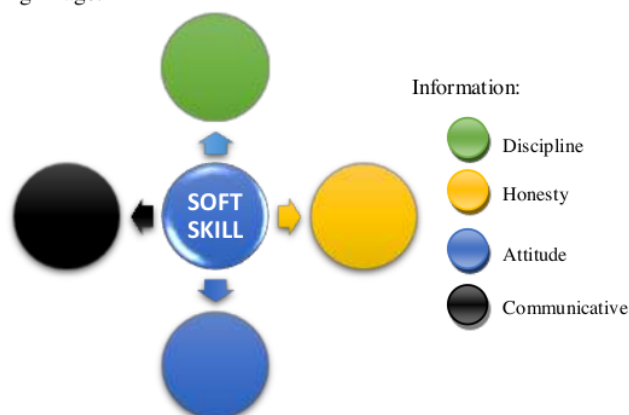 SOFT
SKILL
Information:
Discipline
Honesty
Attitude
Communicative